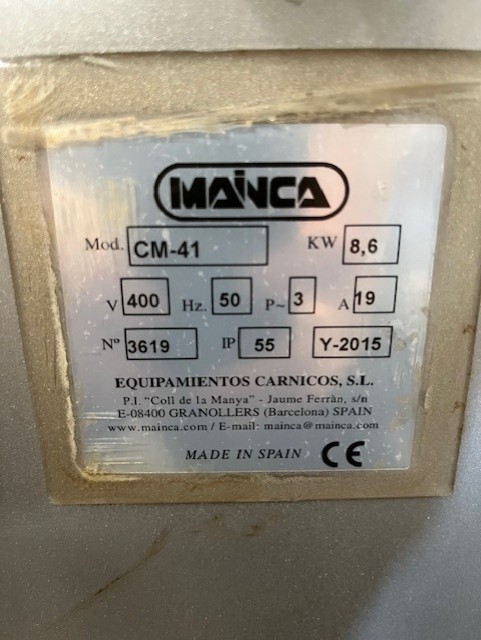 MAINCA
Mod. CM-41 KW 8,6
V 400 Hz. 50 P~ 3 A 19
Nº 3619 IP 55 Y-2015
EQUIPAMIENTOS CARNICOS, S.L.
P.I. "Coll de la Manya" - Jaume Ferràn, s/n
E-08400 GRANOLLERS (Barcelona) SPAIN
www.mainca.com / E-mail: mainca@mainca.com
MADE IN SPAIN CE